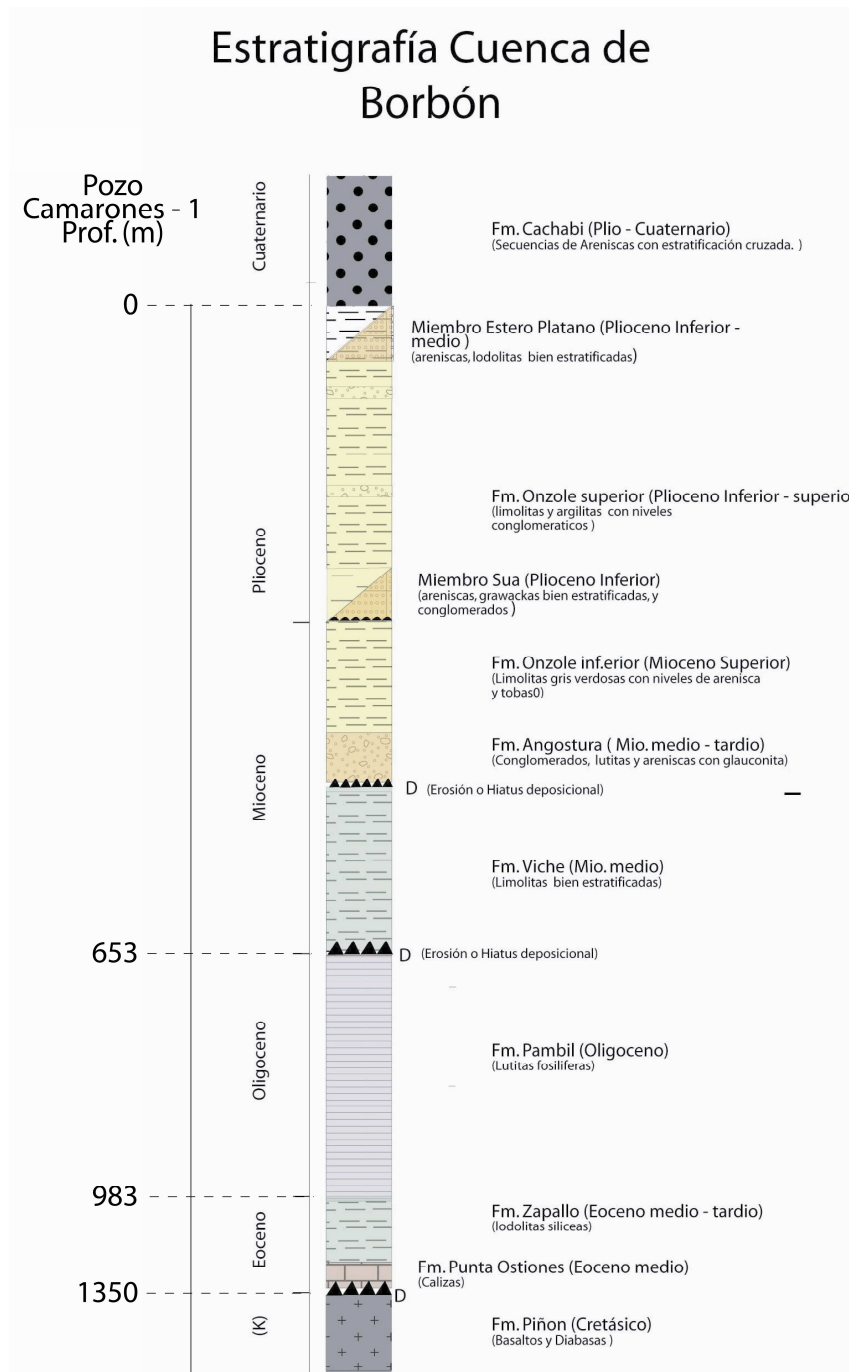 Estratigrafía Cuenca de
Borbón
Pozo
Camarones - 1
Prof. (m)
Cuaternario
Fm. Cachabi (Plio - Cuaternario)
(Secuencias de Areniscas con estratificación cruzada. )
0
Miembro Estero Platano (Plioceno Inferior -
medio )
(areniscas, lodolitas bien estratificadas)
Plioceno
Fm. Onzole superior (Plioceno Inferior - superio
(limolitas y argilitas con niveles
conglomeraticos )
Miembro Sua (Plioceno Inferior)
(areniscas, grawackas bien estratificadas, y
conglomerados )
Mioceno
Fm. Onzole inf.erior (Mioceno Superior)
(Limolitas gris verdosas con niveles de arenisca
y tobas0)
Fm. Angostura ( Mio. medio - tardio)
(Conglomerados, lutitas y areniscas con glauconita)
D (Erosión o Hiatus deposicional)
Fm. Viche (Mio. medio)
(Limolitas bien estratificadas)
653
D (Erosión o Hiatus deposicional)
Oligoceno
Fm. Pambil (Oligoceno)
(Lutitas fosiliferas)
983
Eoceno
Fm. Zapallo (Eoceno medio - tardio)
(lodolitas siliceas)
Fm. Punta Ostiones (Eoceno medio)
(Calizas)
1350
D
(K)
Fm. Piñon (Cretásico)
(Basaltos y Diabasas )